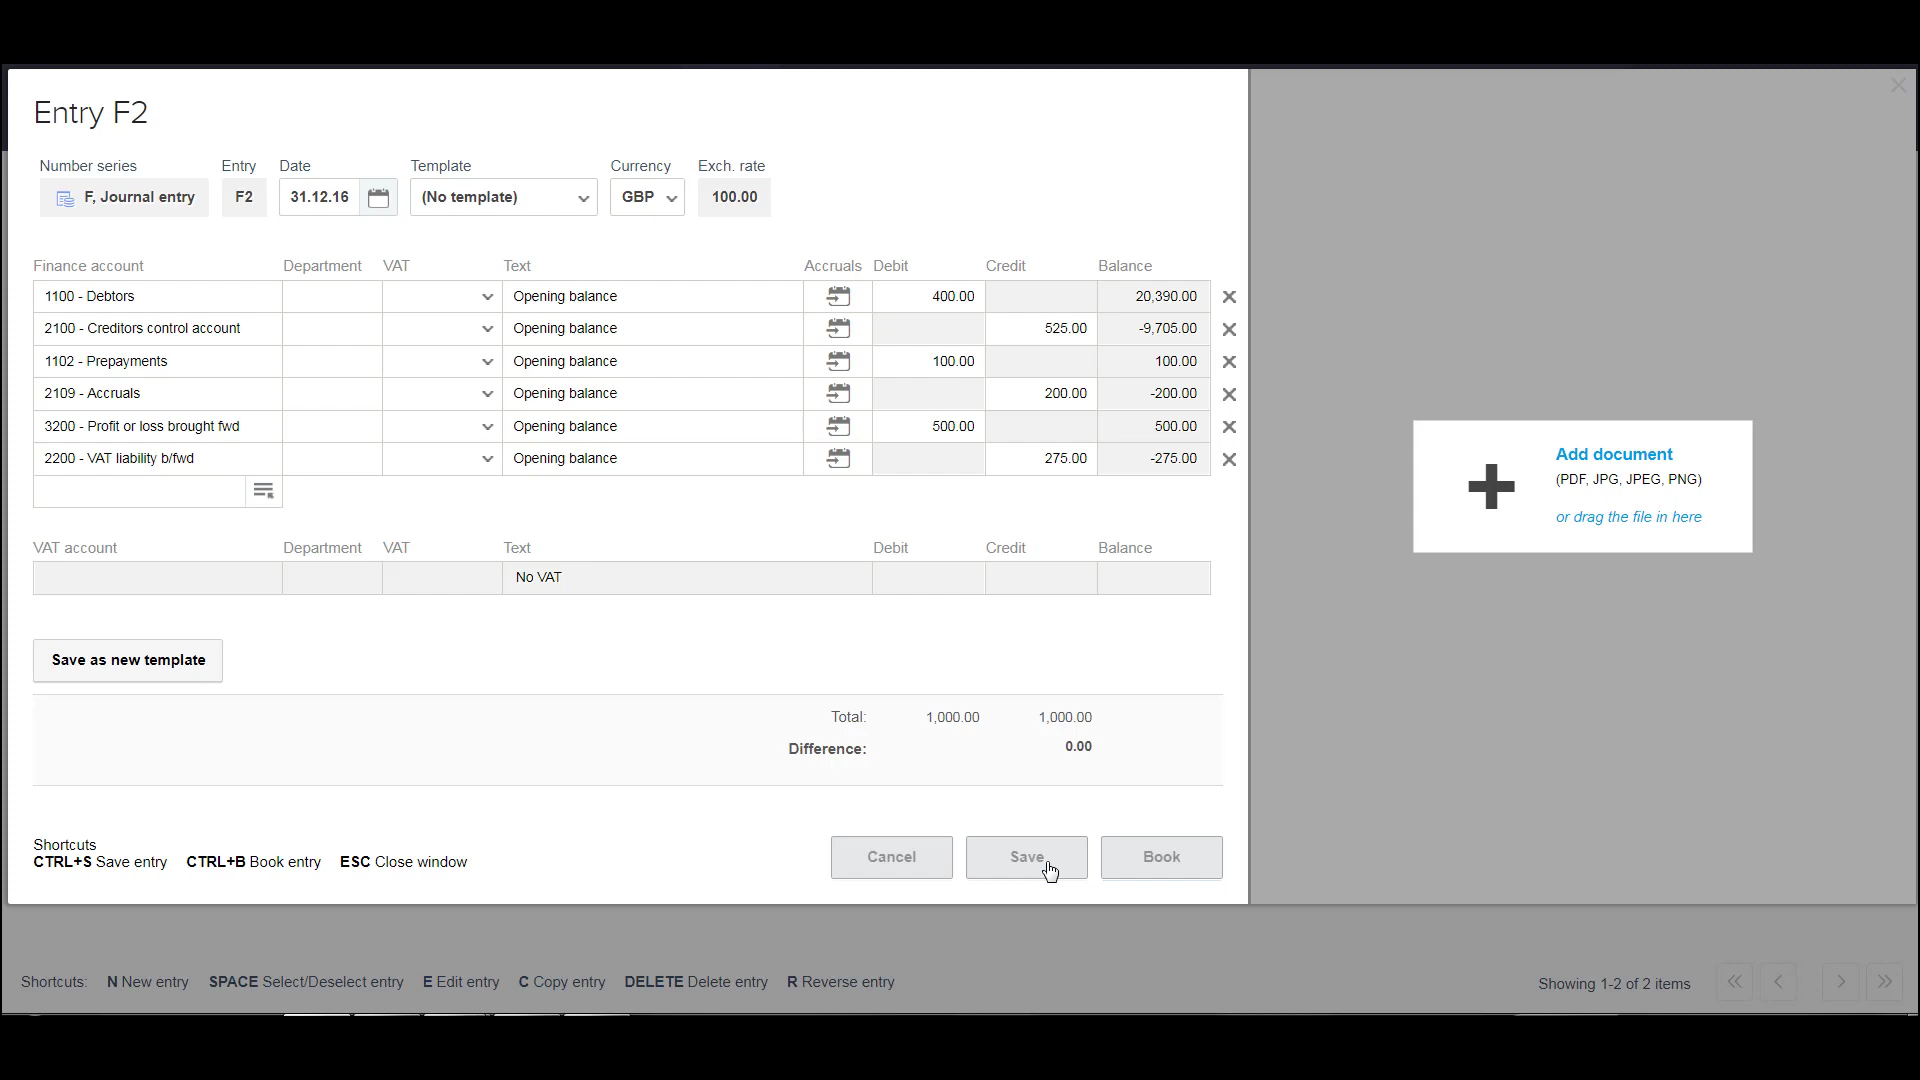 Entry F2
Number series Entry Date Template Currency Exch. rate
F, Journal entry F2 31.12.16 (No template) GBP 100.00
Finance account Department VAT Text Accruals Debit Credit Balance
1100 - Debtors Opening balance 400.00 20,390.00
2100 - Creditors control account Opening balance 525.00 -9,705.00
1102 - Prepayments Opening balance 100.00 100.00
2109 - Accruals Opening balance 200.00 -200.00
3200 - Profit or loss brought fwd Opening balance 500.00 500.00
2200 - VAT liability b/fwd Opening balance 275.00 -275.00
VAT account Department VAT Text Debit Credit Balance
No VAT
Save as new template
Total: 1,000.00 1,000.00
Difference: 0.00
Shortcuts
CTRL+S Save entry CTRL+B Book entry ESC Close window
Cancel Save Book
Add document
(PDF, JPG, JPEG, PNG)
or drag the file in here
Shortcuts: N New entry SPACE Select/Deselect entry E Edit entry C Copy entry DELETE Delete entry R Reverse entry
Showing 1-2 of 2 items